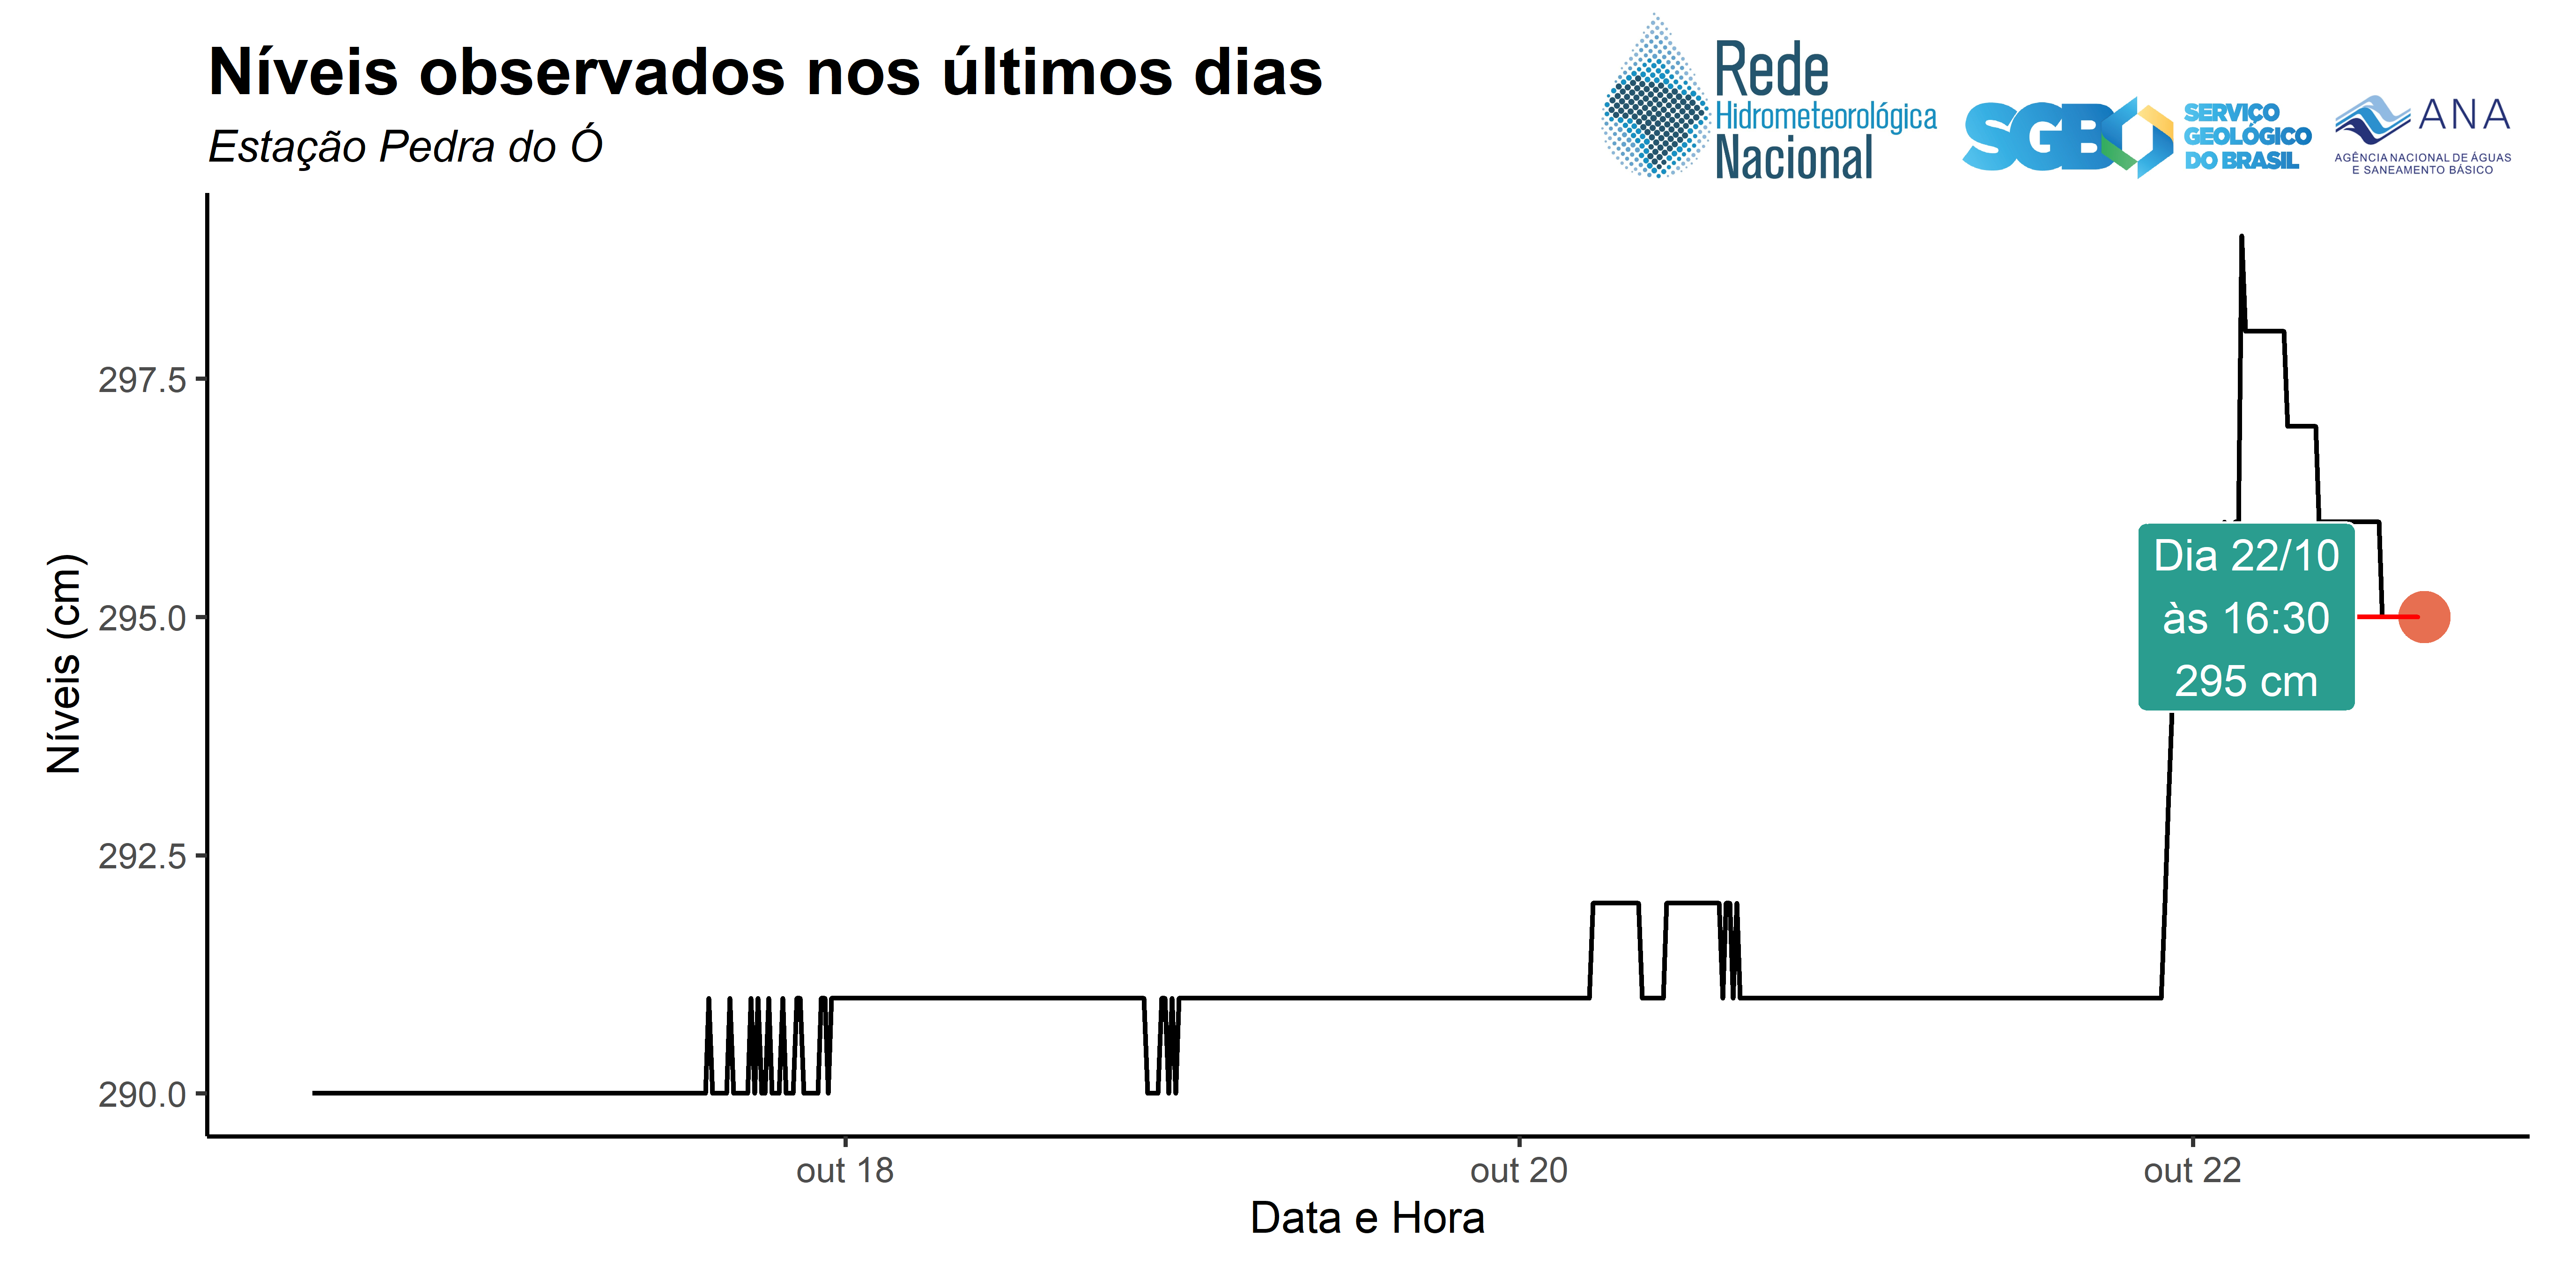 Níveis observados nos últimos dias
Estação Pedra do Ó
Rede
Hidrometeorológica
Nacional
SGB
SERVIÇO
GEOLÓGICO
DO BRASIL
ANA
AGÊNCIA NACIONAL DE ÁGUAS
E SANEAMENTO BÁSICO
Níveis (cm)
297.5
295.0
292.5
290.0
Dia 22/10
às 16:30
295 cm
out 18
out 20
out 22
Data e Hora